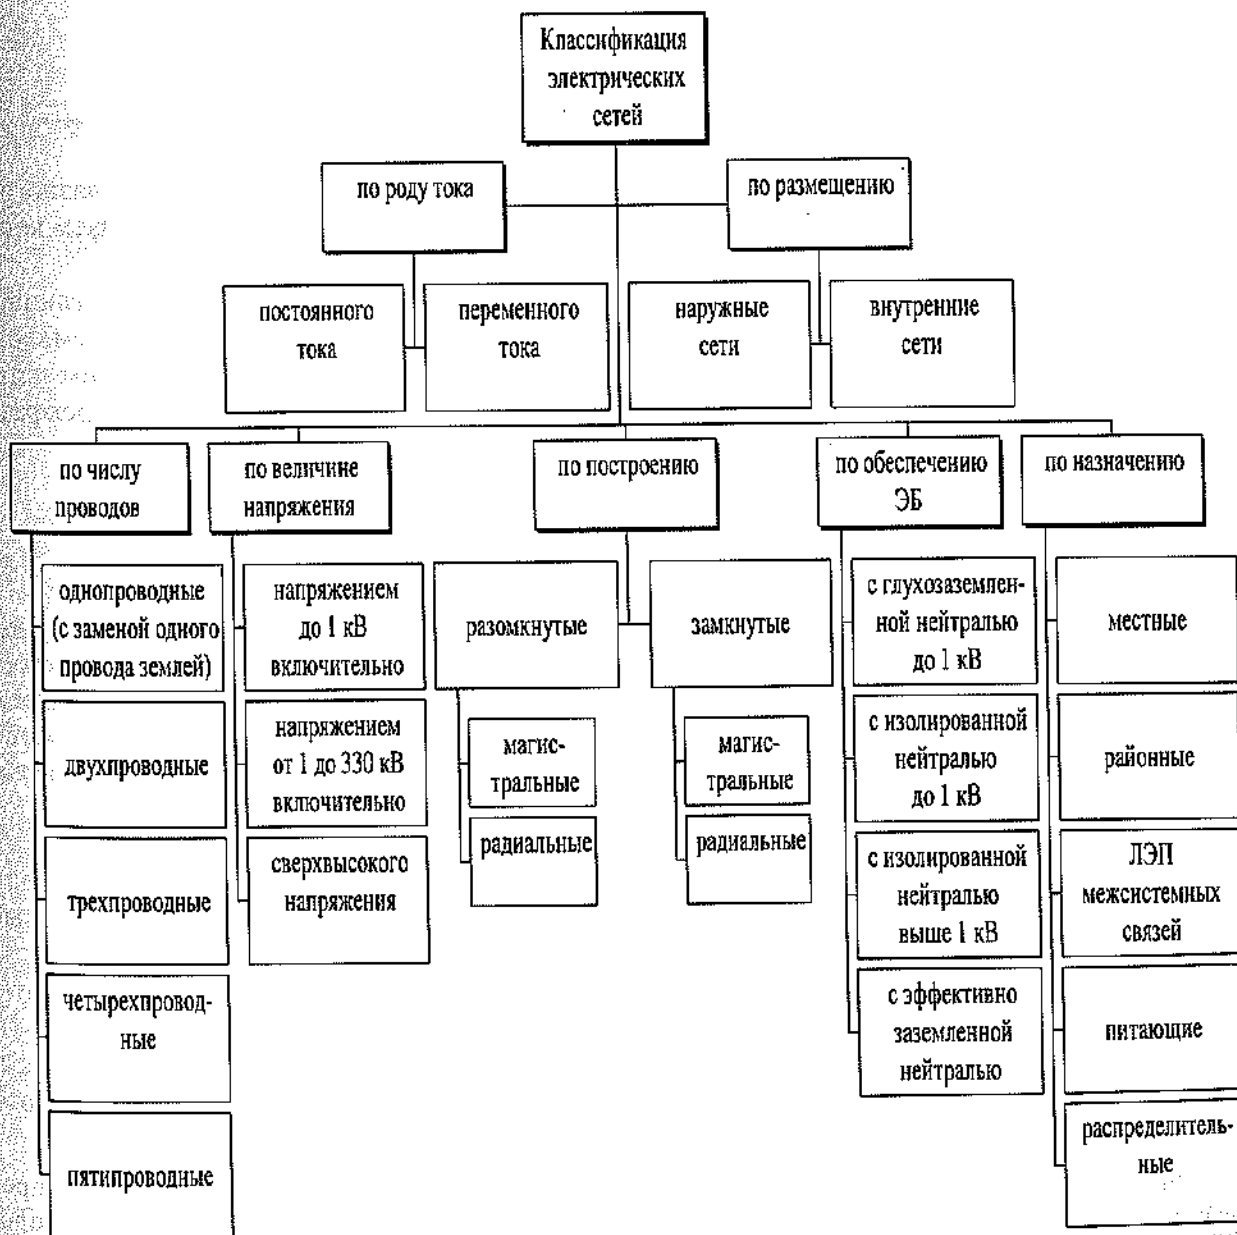 Классификация
электрических
сетей
по роду тока
по размещению
постоянного
тока
переменного
тока
наружные
сети
внутренние
сети
по числу
проводов
по величине
напряжения
по построению
по обеспечению
ЭБ
по назначению
однопроводные
(с заменой одного
провода землей)
двухпроводные
трехпроводные
четырехпровод-
ные
пятипроводные
напряжением
до 1 кВ
включительно
напряжением
от 1 до 330 кВ
включительно
сверхвысокого
напряжения
разомкнутые
магис-
тральные
радиальные
замкнутые
магис-
тральные
радиальные
с глухозаземлен-
ной нейтралью
до 1 кВ
с изолированной
нейтралью
до 1 кВ
с изолированной
нейтралью
выше 1 кВ
с эффективно
заземленной
нейтралью
местные
районные
ЛЭП
межсистемных
связей
питающие
распределитель-
ные